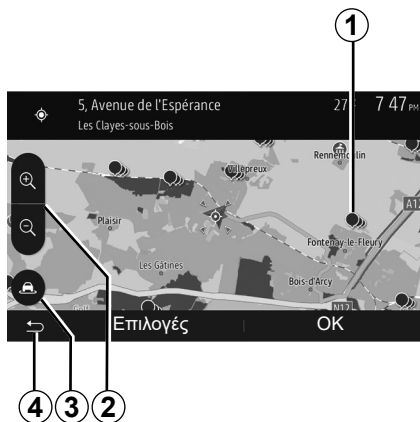 1
5, Avenue de l'Espérance
27°
7 47 PM
Les Clayes-sous-Bois
Rennemoulin
Villepreux
A12
Plaisir
Fontenay-le-Fleury
Les Gâtines
Bois-d'Arcy
N12
Επιλογές
OK
4
3
2